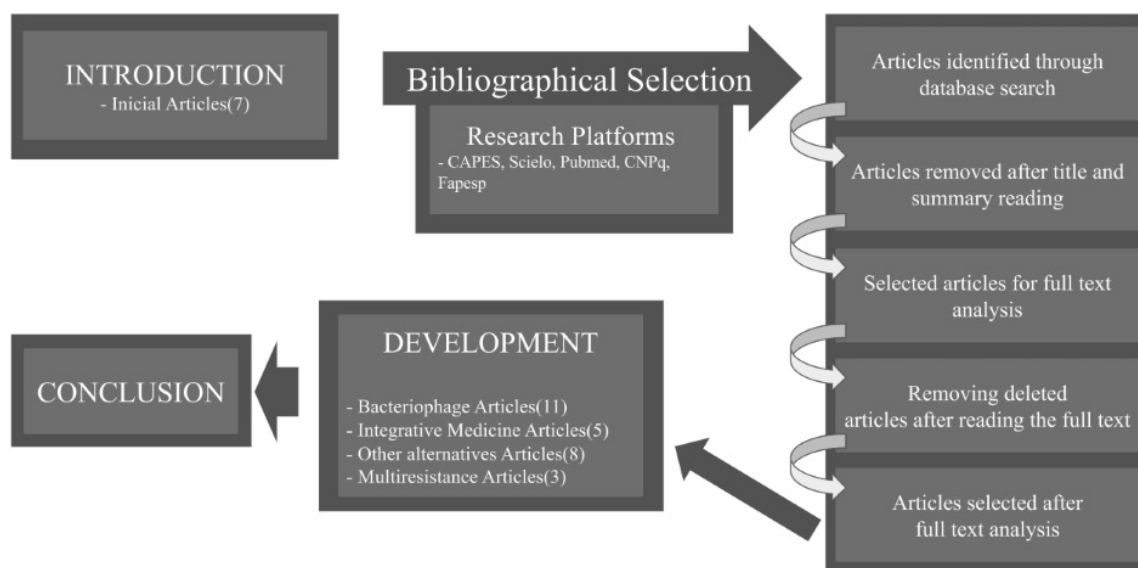 INTRODUCTION
- Inicial Articles(7)
Bibliographical Selection
Research Platforms
- CAPES, Scielo, Pubmed, CNPq,
Fapesp
Articles identified through
database search
Articles removed after title and
summary reading
Selected articles for full text
analysis
Removing deleted
articles after reading the full text
Articles selected after
full text analysis
DEVELOPMENT
- Bacteriophage Articles(11)
- Integrative Medicine Articles(5)
- Other alternatives Articles(8)
- Multiresistance Articles(3)
CONCLUSION